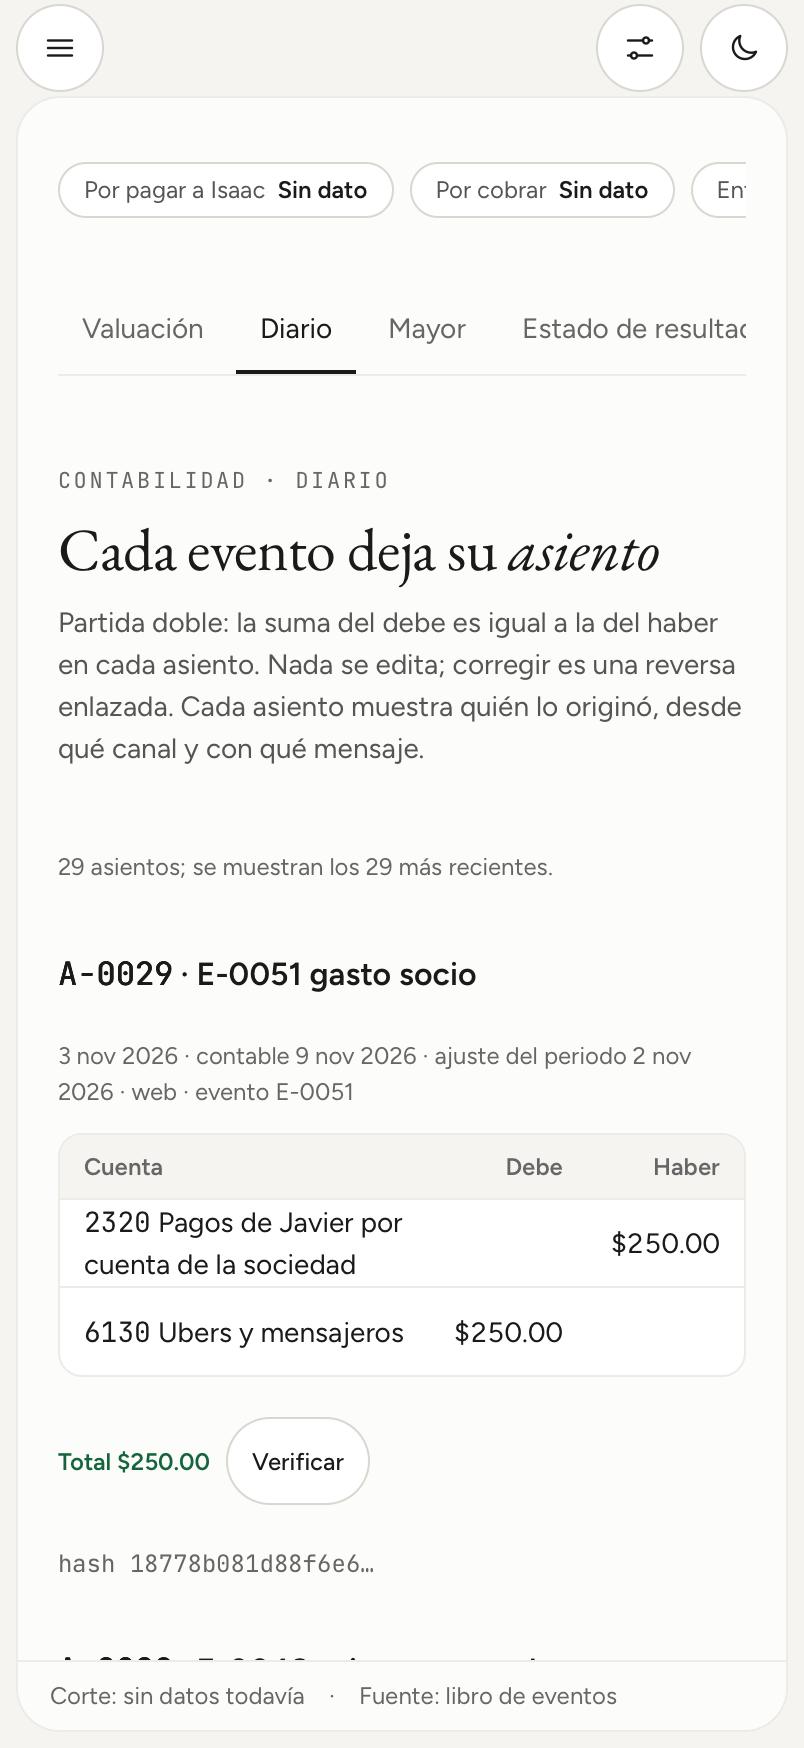 Por pagar a Isaac Sin dato
Por cobrar Sin dato
Valuación
Diario
Mayor
Estado de
CONTABILIDAD · DIARIO
Cada evento deja su asiento
Partida doble: la suma del debe es igual a la del haber
en cada asiento. Nada se edita; corregir es una reversa
enlazada. Cada asiento muestra quién lo originó, desde
qué canal y con qué mensaje.
29 asientos; se muestran los 29 más recientes.
A-0029 · E-0051 gasto socio
3 nov 2026 · contable 9 nov 2026 · ajuste del periodo 2 nov
2026 · web · evento E-0051
Cuenta Debe Haber
2320 Pagos de Javier por
cuenta de la sociedad
$250.00
6130 Ubers y mensajeros $250.00
Total $250.00
Verificar
hash 18778b081d88f6e6…
Corte: sin datos todavía · Fuente: libro de eventos